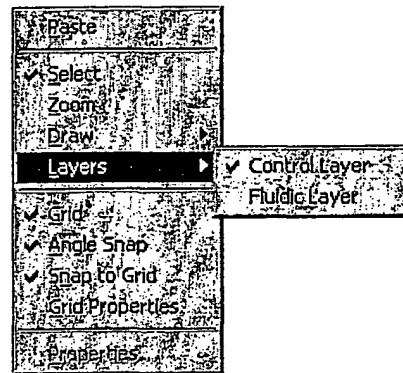 Paste
Select
Zoom
Draw
Layers
Control Layer
Fluidic Layer
Grid
Angle Snap
Snap to Grid
Grid Properties
Properties